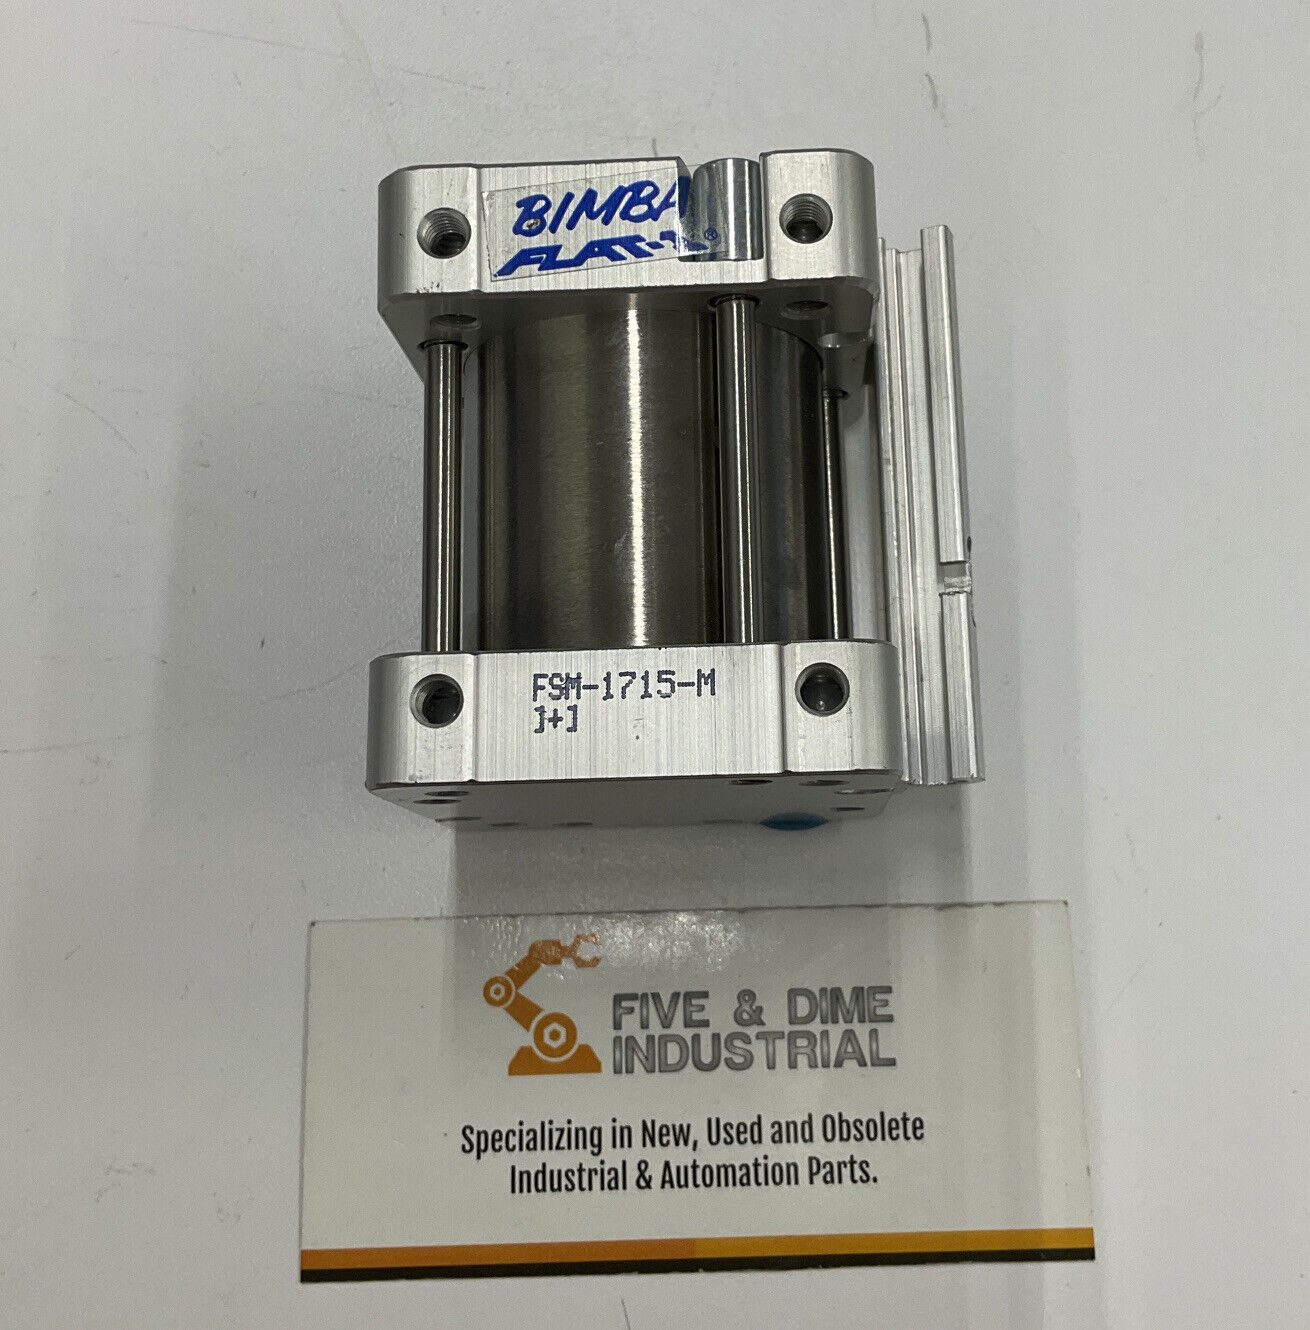 BIMBA
FLAT-1®
FSM-1715-M
]+]
FIVE & DIME
INDUSTRIAL
Specializing in New, Used and Obsolete
Industrial & Automation Parts.